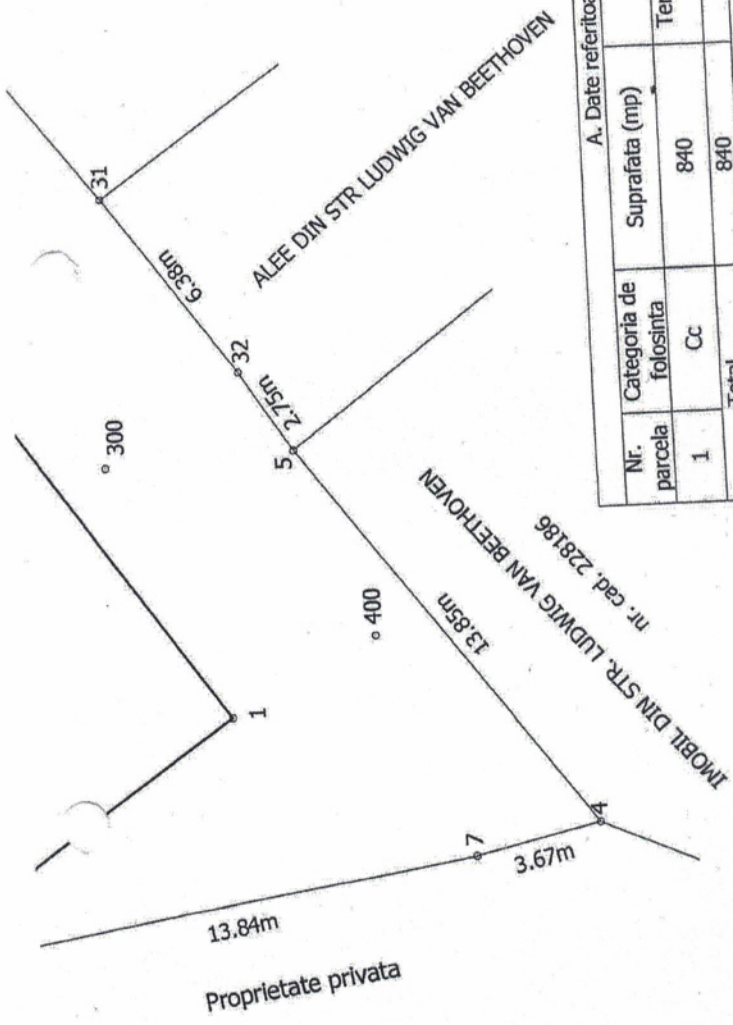 31
6.38m
ALEE DIN STR LUDWIG VAN BEETHOVEN
32
2.75m
5
300
1
400
13.85m
IMOBIL DIN STR. LUDWIG VAN BEETHOVEN
nr. cad. 228186
4
7
3.67m
13.84m
Proprietate privata
A. Date referitoa
Nr. parcela
Categoria de folosinta
Suprafata (mp)
Ter
1
Cc
840
Total
840